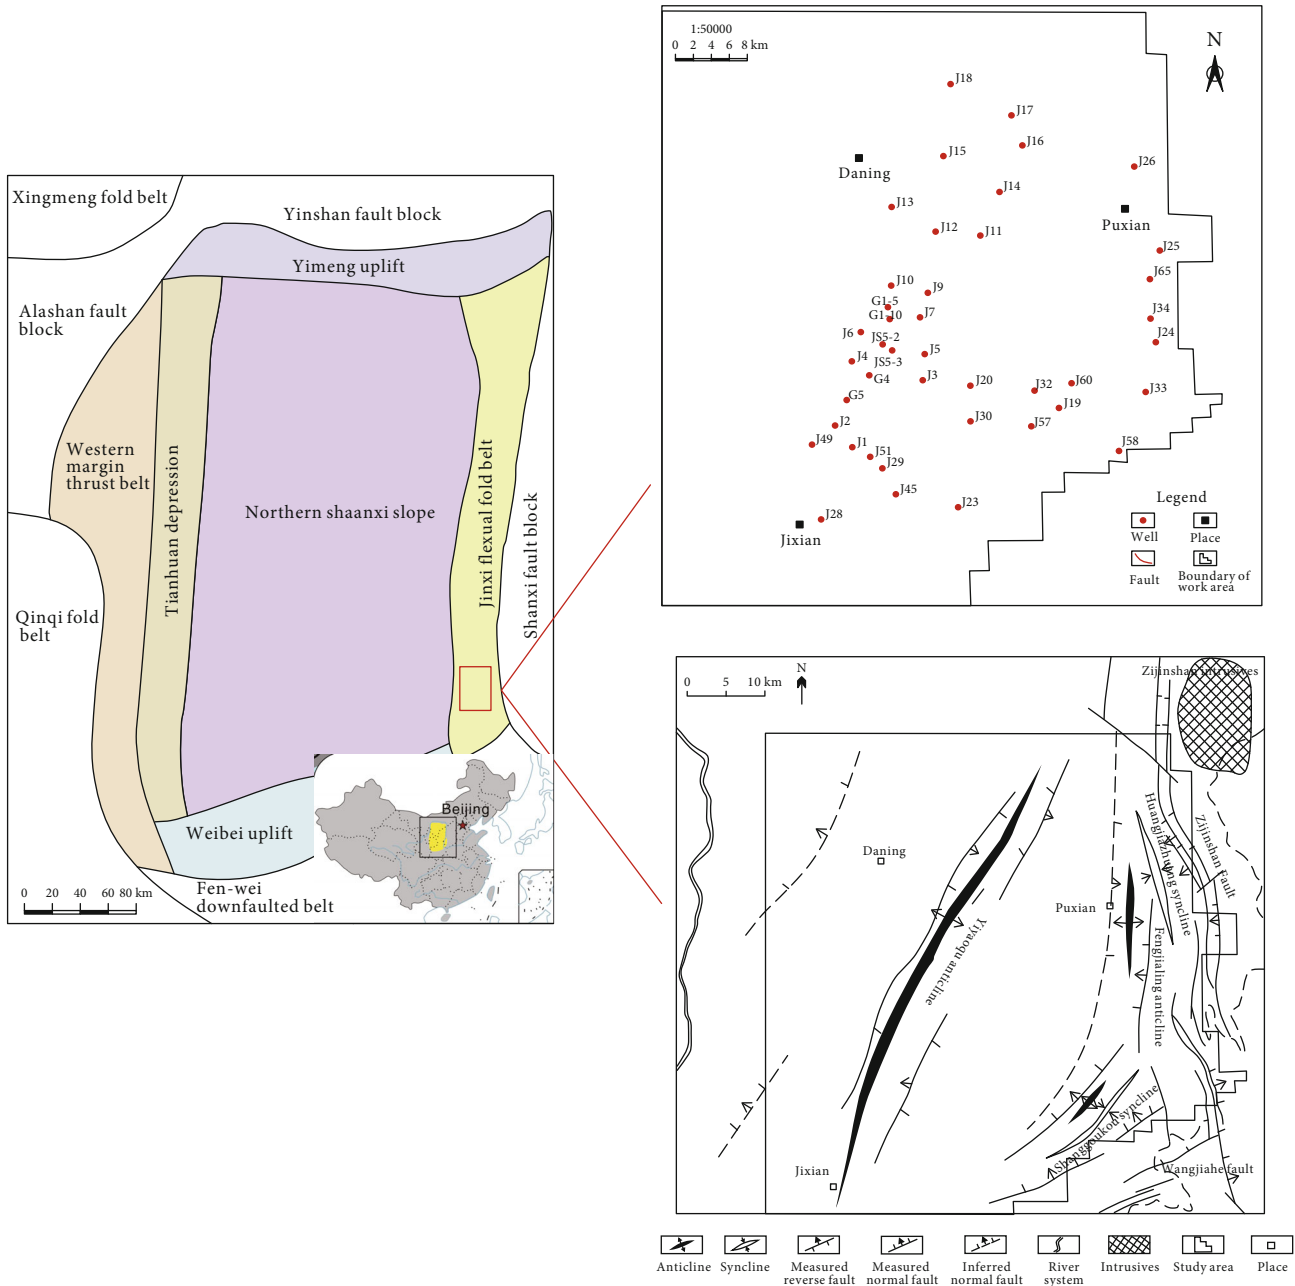 Xingmeng fold belt
Yinshan fault block
Yimeng uplift
Alashan fault
block
Western
margin
thrust belt
Tianhuan depression
Northern shaanxi slope
Jinxi flexual fold belt
Shanxi fault block
Qinqi fold
belt
Weibei uplift
Fen-wei
downfaulted belt
Beijing
0 20 40 60 80 km
1:50000
0 2 4 6 8 km
N
J18
J17
J16
J15
J26
Daning
J14
J13
Puxian
J12
J11
J25
J65
J10
J9
G1-5
G1-10
J7
J34
J6
JS5-2
J24
JS5-3
J5
J4
G4
J3
J20
J32
J60
J33
G5
J19
J2
J30
J57
J49
J1
J51
J58
J29
J45
J23
J28
Jixian
Legend
Well
Place
Fault
Boundary of
work area
0 5 10 km
N
Zijinshan intrusives
Huangjiazhuang syncline
Zijinshan Fault
Daning
Puxian
Yiyaoqu anticline
Fengjialing anticline
Shanggoukou syncline
Wangjiahe fault
Jixian
Anticline
Syncline
Measured
reverse fault
Measured
normal fault
Inferred
normal fault
River
system
Intrusives
Study area
Place